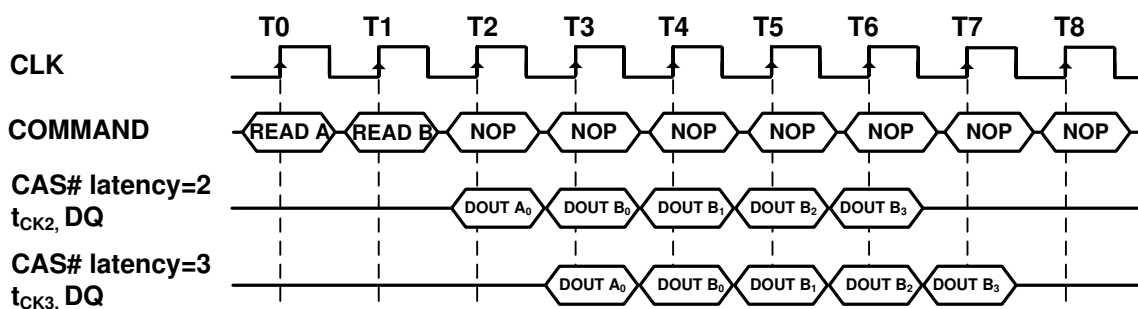 T0 T1 T2 T3 T4 T5 T6 T7 T8
CLK
COMMAND READ A READ B NOP NOP NOP NOP NOP NOP NOP
CAS# latency=2
tCK2, DQ DOUT A0 DOUT B0 DOUT B1 DOUT B2 DOUT B3
CAS# latency=3
tCK3, DQ DOUT A0 DOUT B0 DOUT B1 DOUT B2 DOUT B3